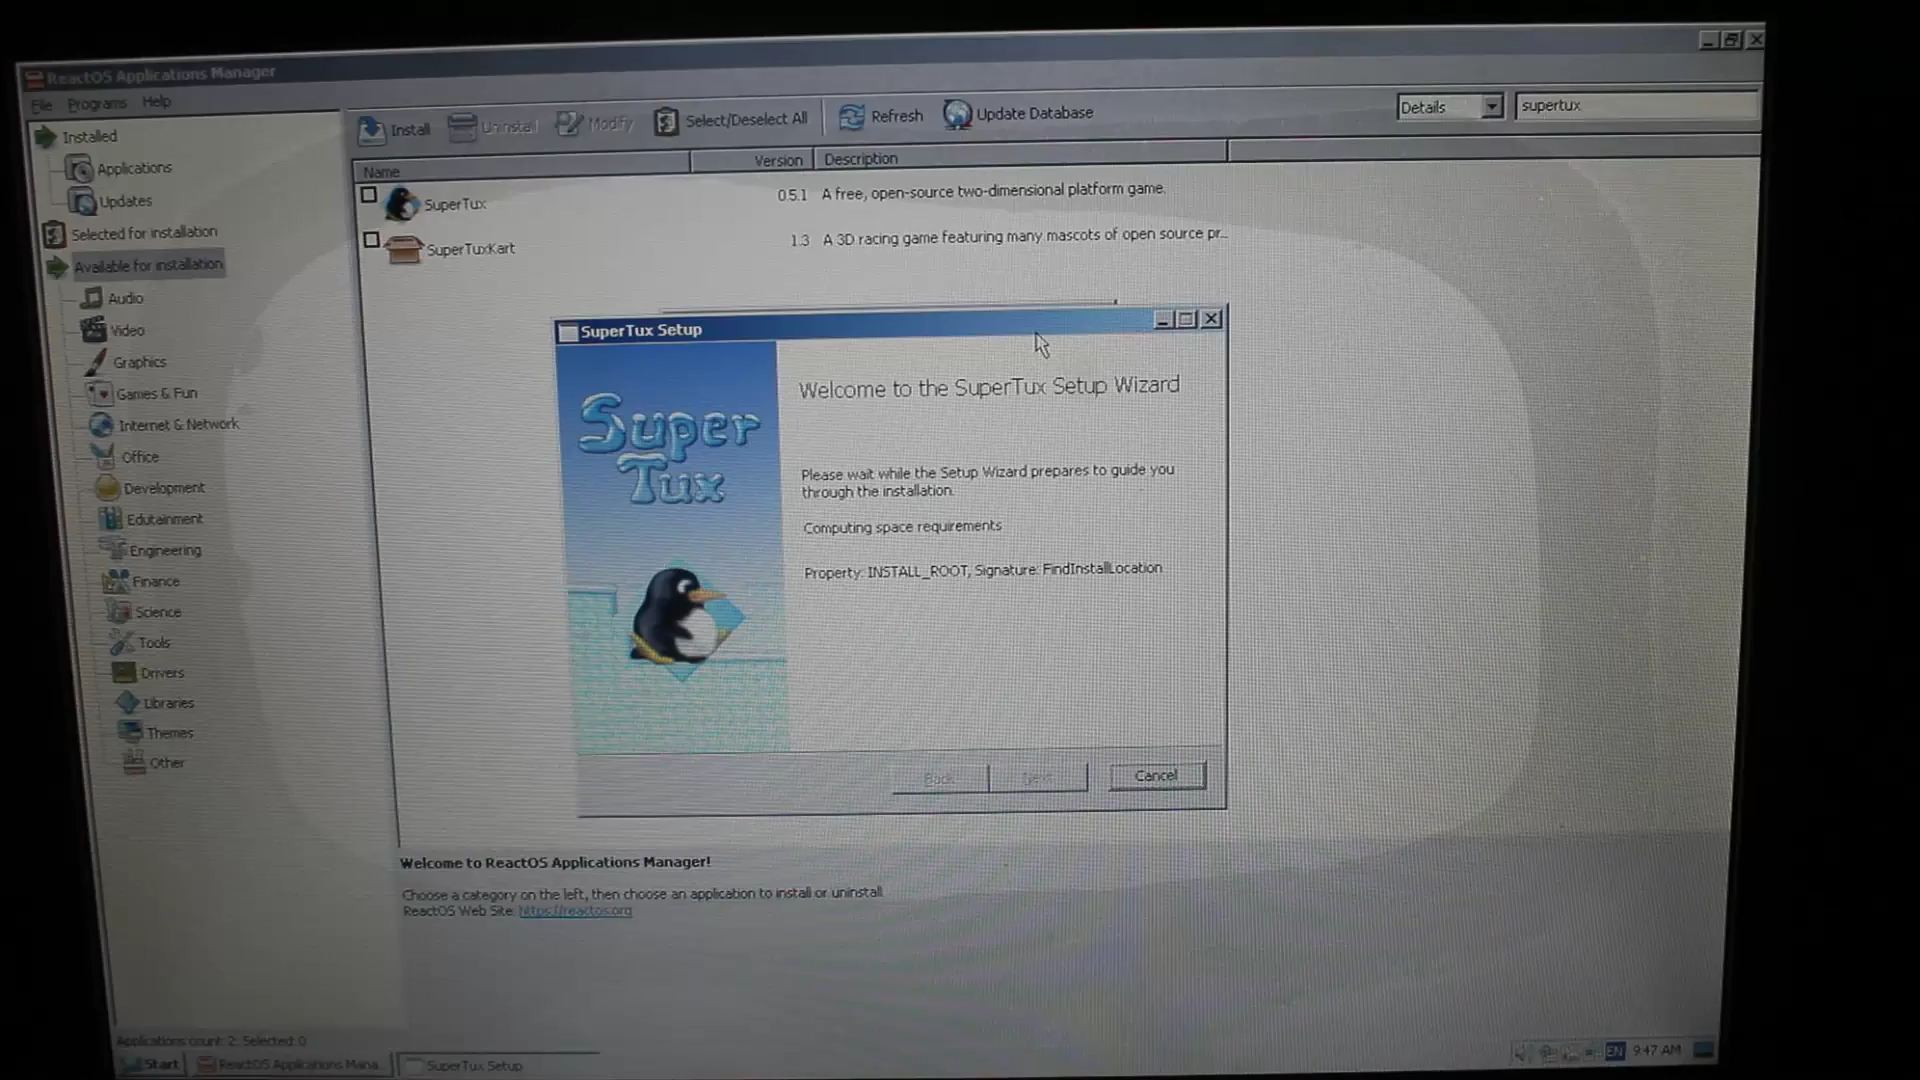 ReactOS Applications Manager
File Programs Help
Install Uninstall Modify Select/Deselect All Refresh Update Database Details supertux
Installed
Applications
Updates
Selected for installation
Available for installation
Audio
Video
Graphics
Games & Fun
Internet & Network
Office
Development
Edutainment
Engineering
Finance
Science
Tools
Drivers
Libraries
Themes
Other
Name Version Description
SuperTux 0.5.1 A free, open-source two-dimensional platform game.
SuperTuxKart 1.3 A 3D racing game featuring many mascots of open source pr...
SuperTux Setup
Super
Tux
Welcome to the SuperTux Setup Wizard
Please wait while the Setup Wizard prepares to guide you
through the installation.
Computing space requirements
Property: INSTALL_ROOT, Signature: FindInstallLocation
Back Next Cancel
Welcome to ReactOS Applications Manager!
Choose a category on the left, then choose an application to install or uninstall.
ReactOS Web Site: https://reactos.org
Applications count: 2; Selected: 0
Start ReactOS Applications Mana... SuperTux Setup EN 9:47 AM